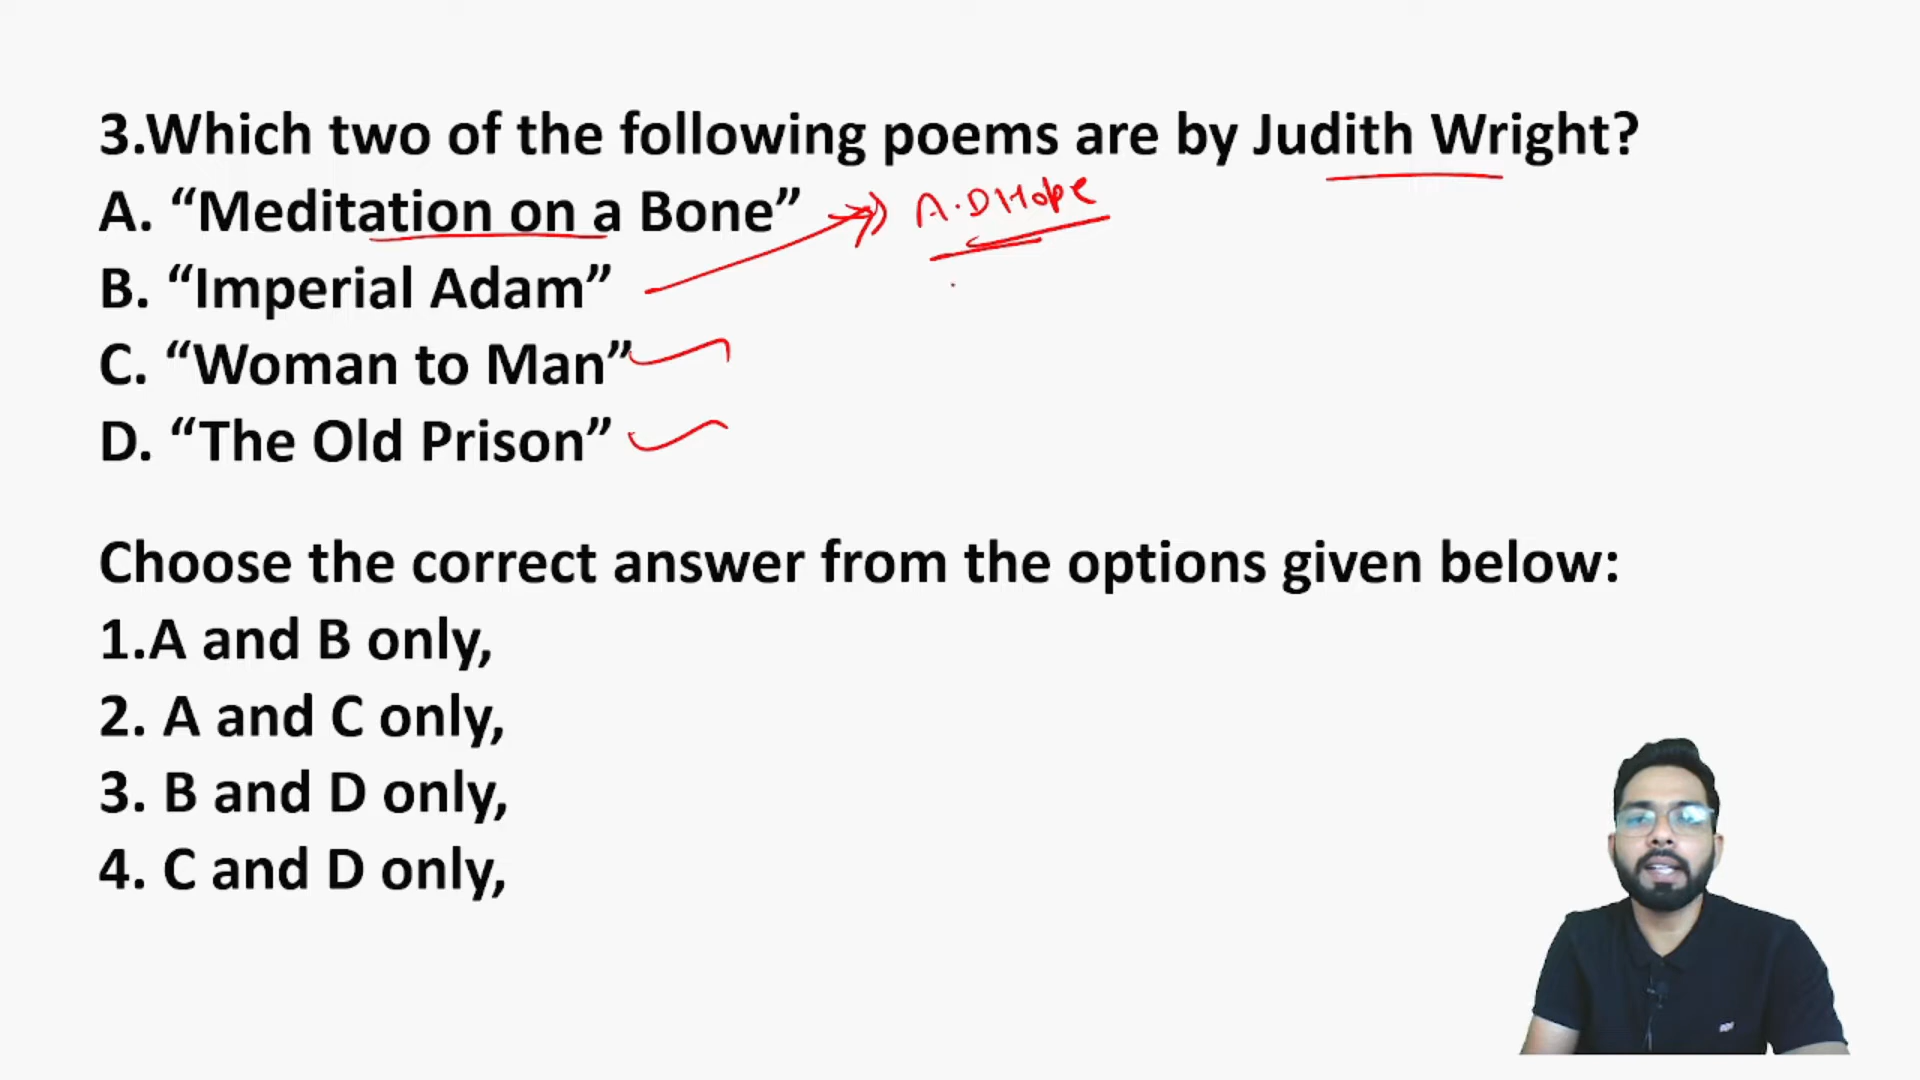 3.Which two of the following poems are by Judith Wright?
A. “Meditation on a Bone” A.D Hope
B. “Imperial Adam”
C. “Woman to Man”
D. “The Old Prison”
Choose the correct answer from the options given below:
1.A and B only,
2. A and C only,
3. B and D only,
4. C and D only,